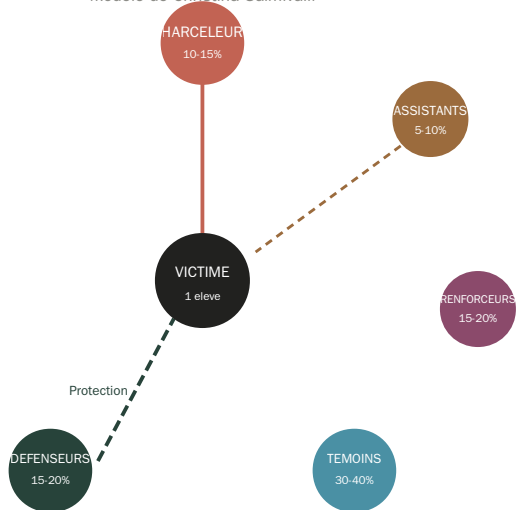 HARCELEUR
10-15%
ASSISTANTS
5-10%
VICTIME
1 eleve
RENFORCEURS
15-20%
Protection
DEFENSEURS
15-20%
TEMOINS
30-40%